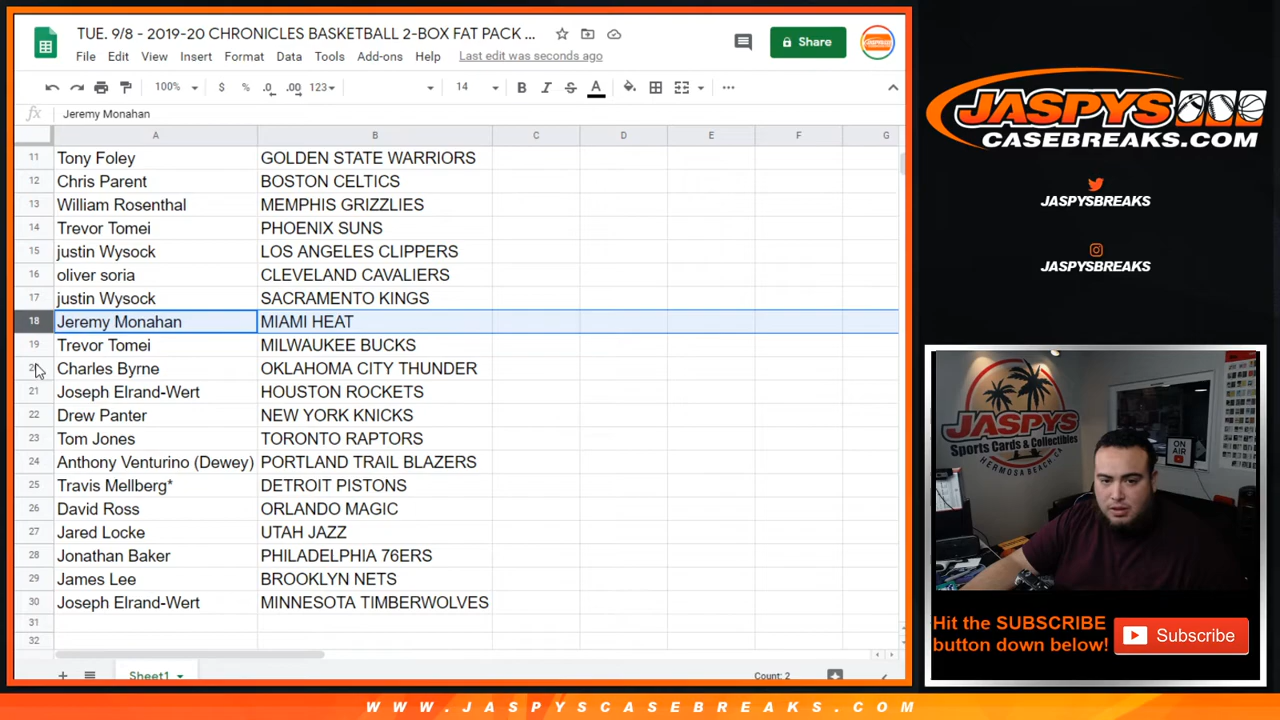 TUE. 9/8 - 2019-20 CHRONICLES BASKETBALL 2-BOX FAT PACK ...
File Edit View Insert Format Data Tools Add-ons Help Last edit was seconds ago
Share
100% $ % .0 .00 123 14 B I S A
fx Jeremy Monahan
A B C D E F G
11 Tony Foley GOLDEN STATE WARRIORS
12 Chris Parent BOSTON CELTICS
13 William Rosenthal MEMPHIS GRIZZLIES
14 Trevor Tomei PHOENIX SUNS
15 justin Wysock LOS ANGELES CLIPPERS
16 oliver soria CLEVELAND CAVALIERS
17 justin Wysock SACRAMENTO KINGS
18 Jeremy Monahan MIAMI HEAT
19 Trevor Tomei MILWAUKEE BUCKS
Charles Byrne OKLAHOMA CITY THUNDER
21 Joseph Elrand-Wert HOUSTON ROCKETS
22 Drew Panter NEW YORK KNICKS
23 Tom Jones TORONTO RAPTORS
24 Anthony Venturino (Dewey) PORTLAND TRAIL BLAZERS
25 Travis Mellberg* DETROIT PISTONS
26 David Ross ORLANDO MAGIC
27 Jared Locke UTAH JAZZ
28 Jonathan Baker PHILADELPHIA 76ERS
29 James Lee BROOKLYN NETS
30 Joseph Elrand-Wert MINNESOTA TIMBERWOLVES
31
32
Sheet1 Count: 2
JASPYS
CASEBREAKS.COM
JASPYSBREAKS
JASPYSBREAKS
JASPYS
Sports Cards & Collectibles
HERMOSA BEACH, CA
ON
AIR
Hit the SUBSCRIBE
button down below!
Subscribe
WWW.JASPYSCASEBREAKS.COM